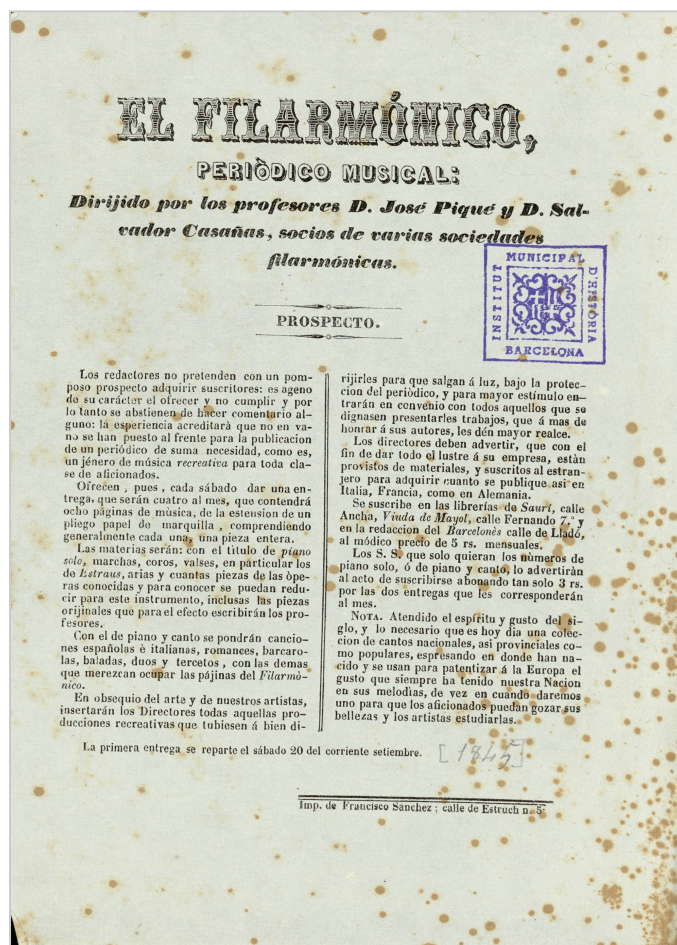 EL FILARMÓNICO,
PERIÒDICO MUSICAL:
Dirijido por los profesores D. José Piqué y D. Sal-
vador Casañas, socios de varias sociedades
filarmónicas.
INSTITUT MUNICIPAL D'HISTÒRIA
BARCELONA
PROSPECTO.
Los redactores no pretenden con un pom-
poso prospecto adquirir suscritores: es ageno
de su carácter el ofrecer y no cumplir y por
lo tanto se abstienen de hacer comentario al-
guno: la esperiencia acreditarà que no en va-
no se han puesto al frente para la publicacion
de un periódico de suma necesidad, como es,
un jénero de música recreativa para toda cla-
se de aficionados.
Ofrecen, pues, cada sábado dar una en-
trega, que serán cuatro al mes, que contendrá
ocho páginas de mùsica, de la estension de un
pliego papel de marquilla, comprendiendo
generalmente cada una, una pieza entera.
Las materias serán: con el titulo de piano
solo, marchas, coros, valses, en particular los
de Estraus, arias y cuantas piezas de las òpe-
ras conocidas y para conocer se puedan redu-
cir para este instrumento, inclusas las piezas
orijinales que para el efecto escribirán los pro-
fesores.
Con el de piano y canto se pondrán cancio-
nes españolas è italianas, romances, barcaro-
las, baladas, duos y tercetos, con las demas
que merezcan ocupar las pájinas del Filarmò-
nico.
En obsequio del arte y de nuestros artistas,
insertarán los Directores todas aquellas pro-
ducciones recreativas que tubiesen á bien di-
rijirles para que salgan á luz, bajo la protec-
cion del periòdico, y para mayor estímulo en-
trarán en convenio con todos aquellos que se
dignasen presentarles trabajos, que á mas de
honrar á sus autores, les dén mayor realce.
Los directores deben advertir, que con el
fin de dar todo el lustre á su empresa, estàn
provistos de materiales, y suscritos al estran-
jero para adquirir cuanto se publique asi en
Italia, Francia, como en Alemania.
Se suscribe en las librerías de Saurí, calle
Ancha, Viuda de Mayol, calle Fernando 7.º y
en la redaccion del Barcelonès calle de Lladó,
al módico precio de 5 rs. mensuales.
Los S. S. que solo quieran los nùmeros de
piano solo, ó de piano y canto, lo advertiràn
al acto de suscribirse abonando tan solo 3 rs.
por las dos entregas que les corresponderán
al mes.
NOTA. Atendido el espíritu y gusto del si-
glo, y lo necesario que es hoy dia una colec-
cion de cantos nacionales, asi provinciales co-
mo populares, espresando en donde han na-
cido y se usan para patentizar á la Europa el
gusto que siempre ha tenido nuestra Nacion
en sus melodías, de vez en cuando daremos
uno para que los aficionados puedan gozar sus
bellezas y los artistas estudiarlas.
La primera entrega se reparte el sábado 20 del corriente setiembre. [1845]
Imp. de Francisco Sanchez; calle de Estruch n. 5